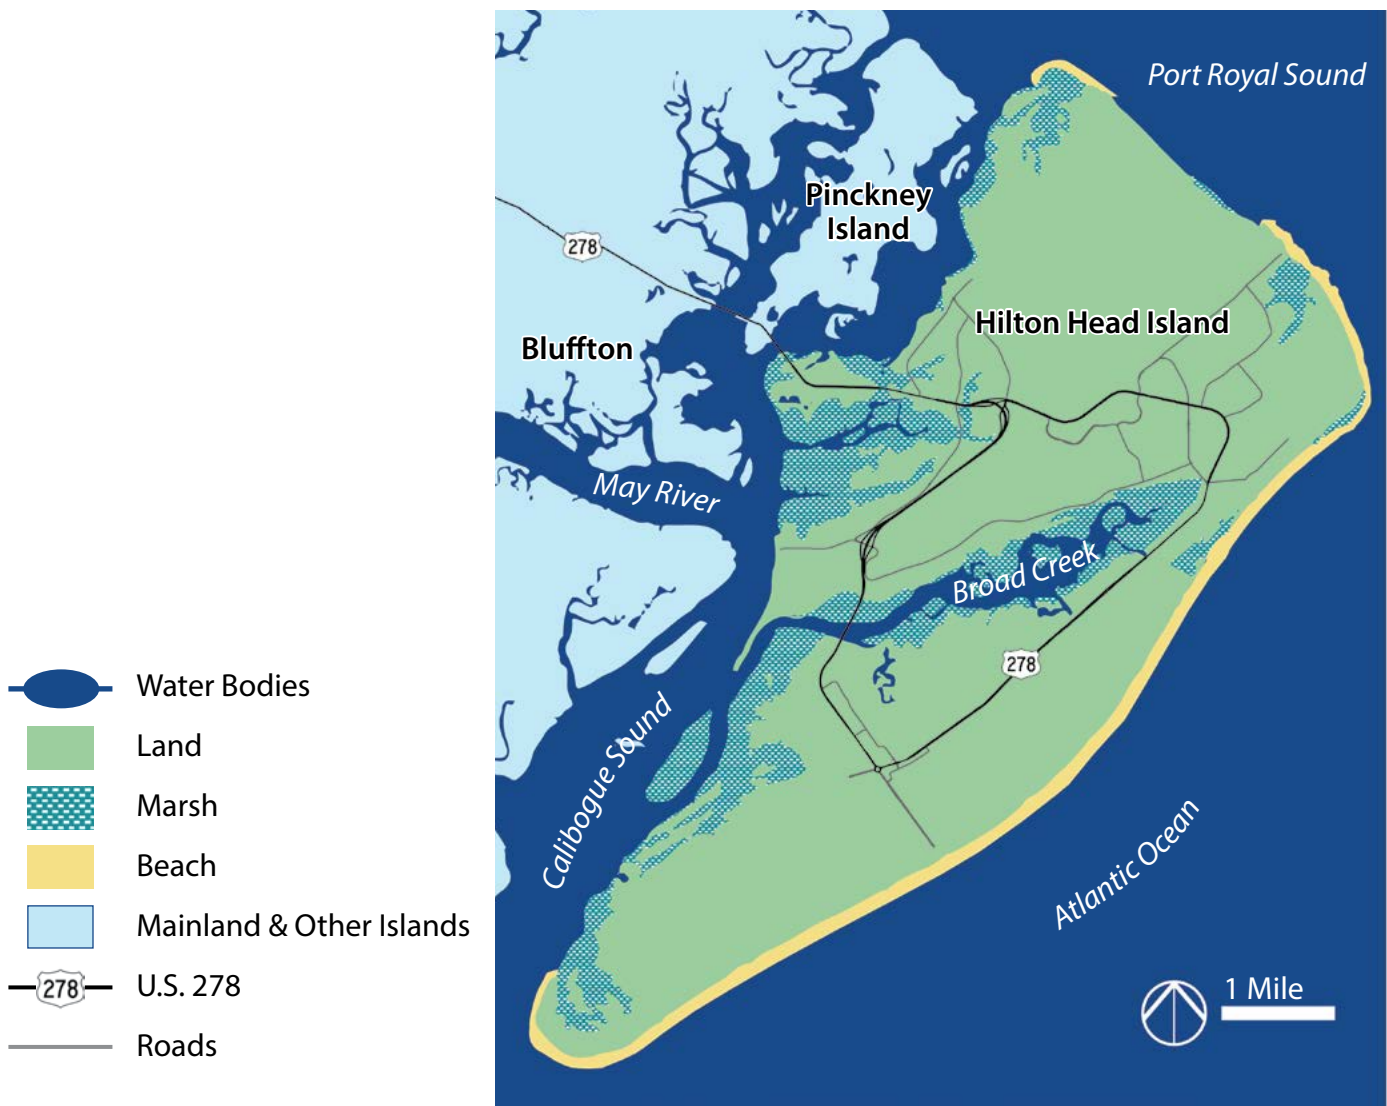 Port Royal Sound
Pinckney
Island
278
Hilton Head Island
Bluffton
May River
Broad Creek
278
Calibogue Sound
Atlantic Ocean
1 Mile
Water Bodies
Land
Marsh
Beach
Mainland & Other Islands
278
U.S. 278
Roads